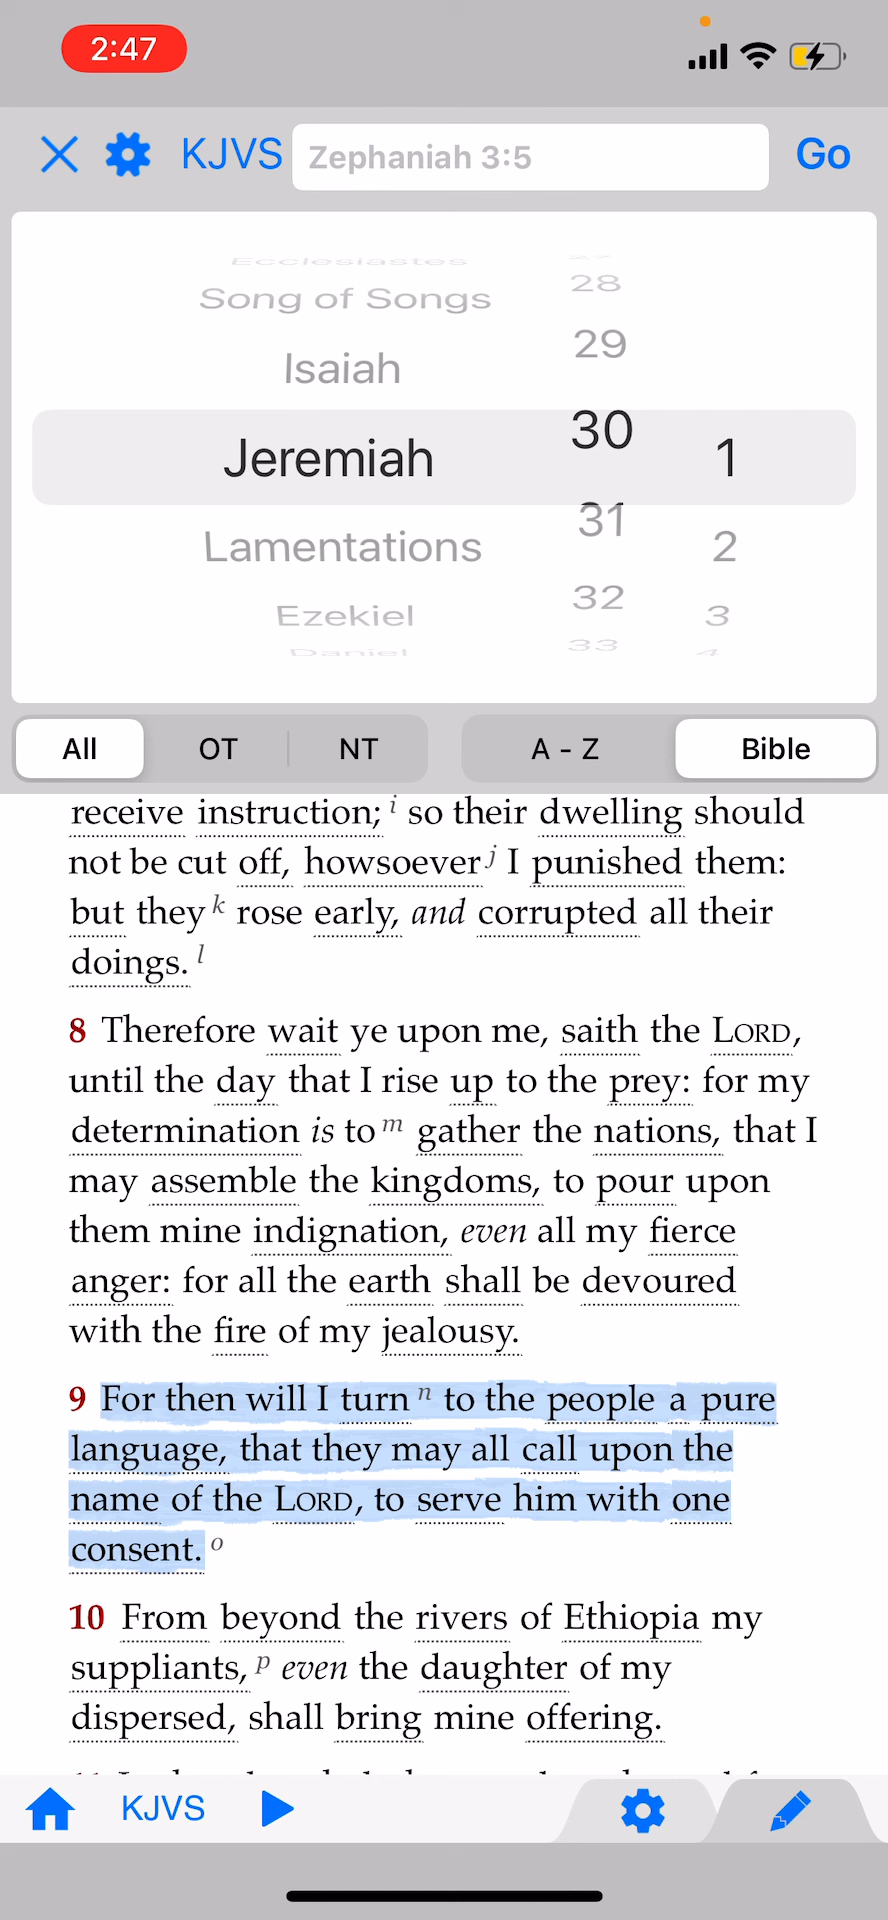 2:47
KJVS Zephaniah 3:5 Go
Ecclesiastes 27
Song of Songs 28
Isaiah 29
Jeremiah 30 1
Lamentations 31 2
Ezekiel 32 3
Daniel 33 4
All OT NT A - Z Bible
receive instruction; i so their dwelling should
not be cut off, howsoever j I punished them:
but they k rose early, and corrupted all their
doings. l
8 Therefore wait ye upon me, saith the LORD,
until the day that I rise up to the prey: for my
determination is to m gather the nations, that I
may assemble the kingdoms, to pour upon
them mine indignation, even all my fierce
anger: for all the earth shall be devoured
with the fire of my jealousy.
9 For then will I turn n to the people a pure
language, that they may all call upon the
name of the LORD, to serve him with one
consent. o
10 From beyond the rivers of Ethiopia my
suppliants, p even the daughter of my
dispersed, shall bring mine offering.
KJVS